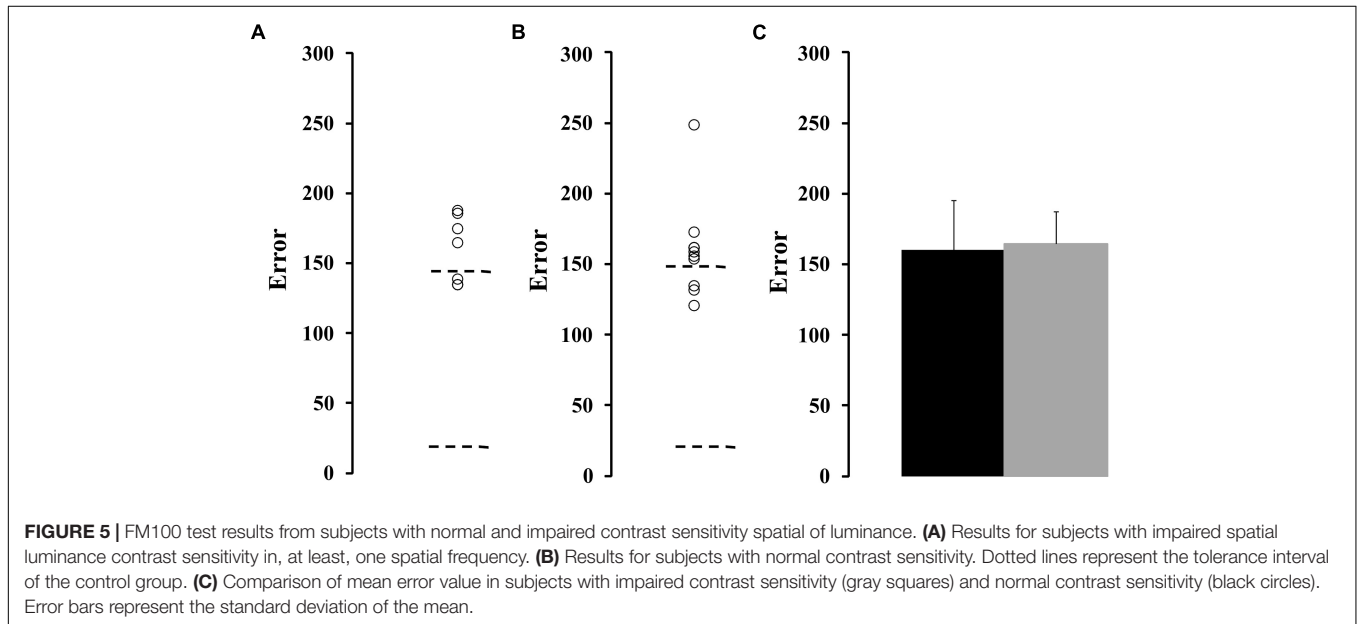 A
B
C
300
250
200
150
100
50
0
Error
300
250
200
150
100
50
0
Error
300
250
200
150
100
50
0
Error
FIGURE 5 | FM100 test results from subjects with normal and impaired contrast sensitivity spatial of luminance. (A) Results for subjects with impaired spatial
luminance contrast sensitivity in, at least, one spatial frequency. (B) Results for subjects with normal contrast sensitivity. Dotted lines represent the tolerance interval
of the control group. (C) Comparison of mean error value in subjects with impaired contrast sensitivity (gray squares) and normal contrast sensitivity (black circles).
Error bars represent the standard deviation of the mean.